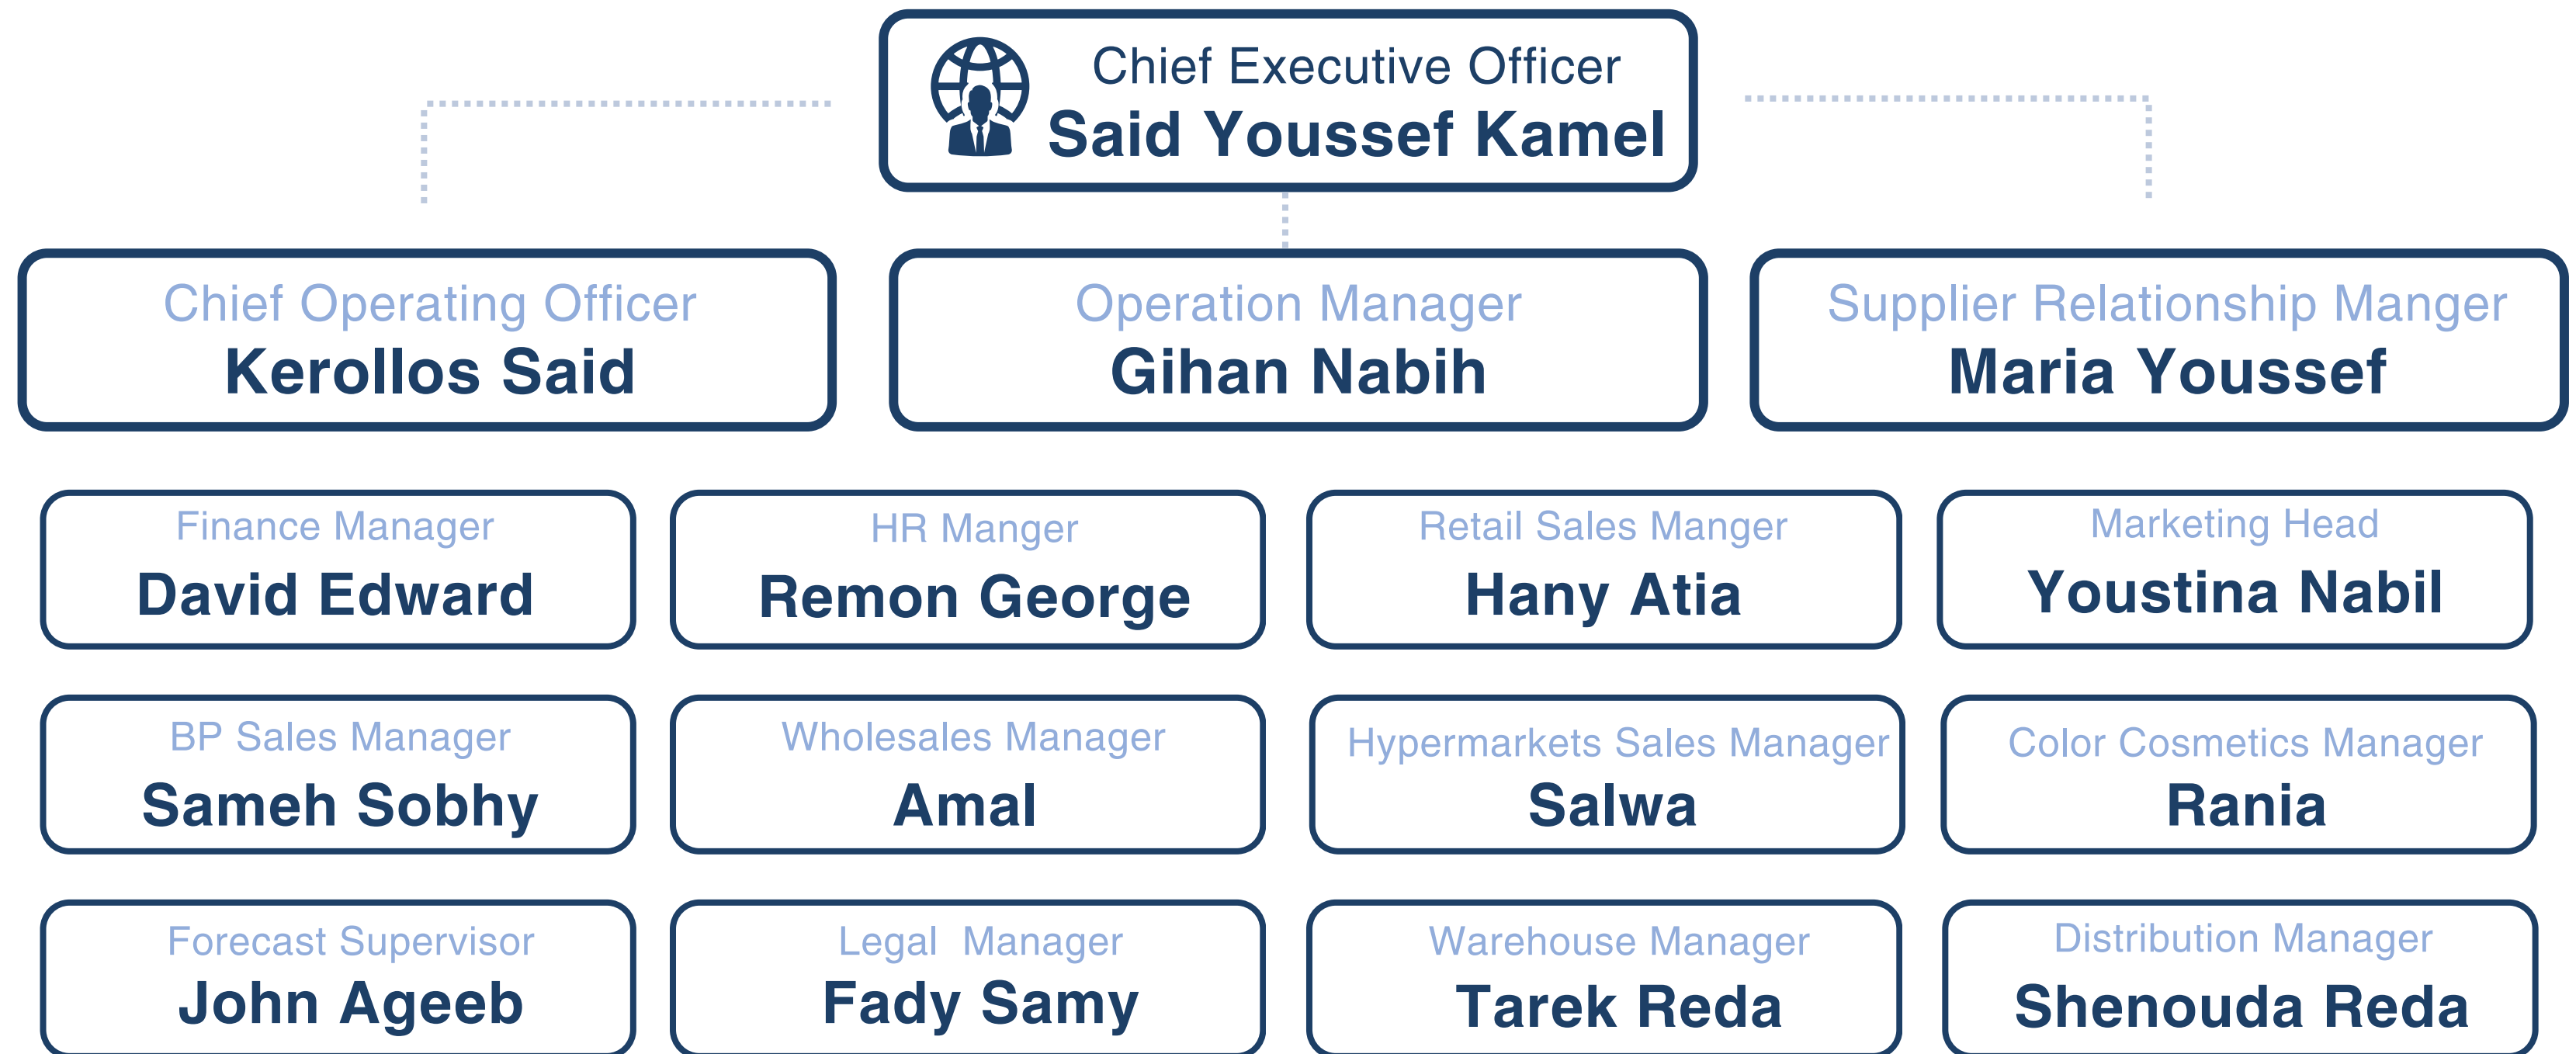 Chief Executive Officer
Said Youssef Kamel
Chief Operating Officer
Kerollos Said
Operation Manager
Gihan Nabih
Supplier Relationship Manger
Maria Youssef
Finance Manager
David Edward
HR Manger
Remon George
Retail Sales Manger
Hany Atia
Marketing Head
Youstina Nabil
BP Sales Manager
Sameh Sobhy
Wholesales Manager
Amal
Hypermarkets Sales Manager
Salwa
Color Cosmetics Manager
Rania
Forecast Supervisor
John Ageeb
Legal  Manager
Fady Samy
Warehouse Manager
Tarek Reda
Distribution Manager
Shenouda Reda